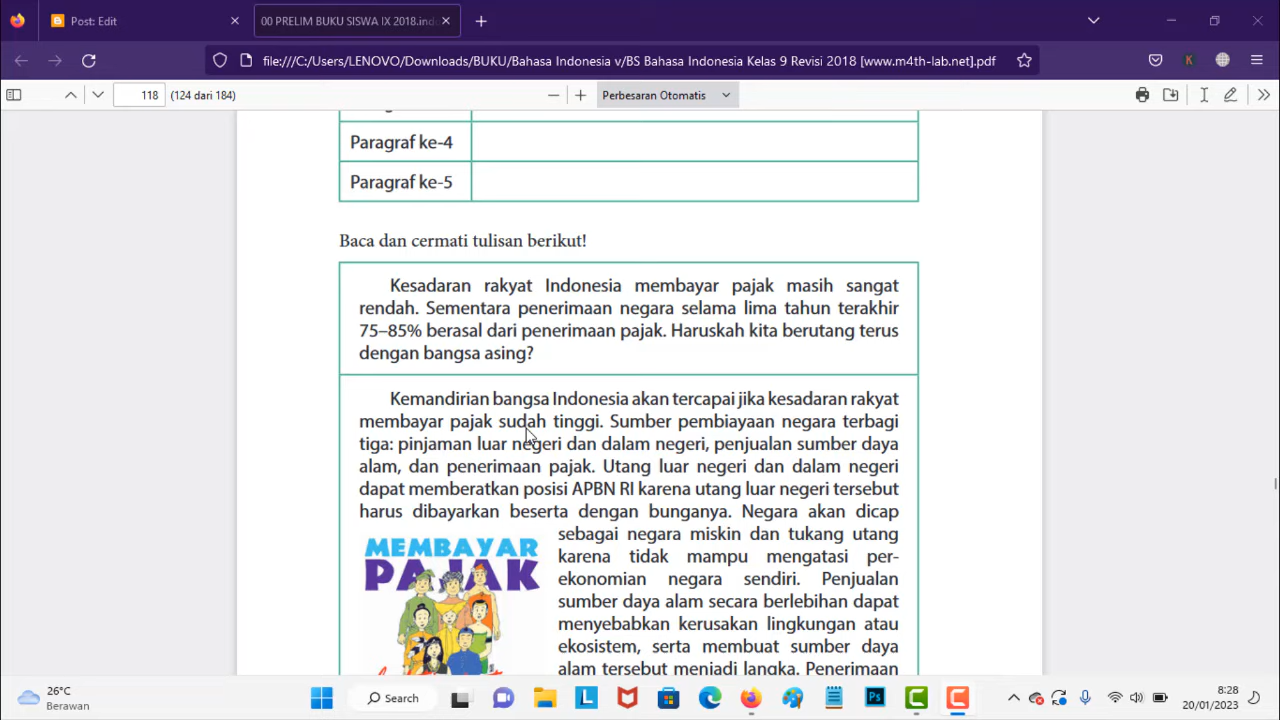 Post: Edit
00 PRELIM BUKU SISWA IX 2018.ind
file:///C:/Users/LENOVO/Downloads/BUKU/Bahasa Indonesia v/BS Bahasa Indonesia Kelas 9 Revisi 2018 [www.m4th-lab.net].pdf
K
118 (124 dari 184)
Perbesaran Otomatis
Paragraf ke-4
Paragraf ke-5
Baca dan cermati tulisan berikut!
Kesadaran rakyat Indonesia membayar pajak masih sangat
rendah. Sementara penerimaan negara selama lima tahun terakhir
75–85% berasal dari penerimaan pajak. Haruskah kita berutang terus
dengan bangsa asing?
Kemandirian bangsa Indonesia akan tercapai jika kesadaran rakyat
membayar pajak sudah tinggi. Sumber pembiayaan negara terbagi
tiga: pinjaman luar negeri dan dalam negeri, penjualan sumber daya
alam, dan penerimaan pajak. Utang luar negeri dan dalam negeri
dapat memberatkan posisi APBN RI karena utang luar negeri tersebut
harus dibayarkan beserta dengan bunganya. Negara akan dicap
sebagai negara miskin dan tukang utang
karena tidak mampu mengatasi per-
ekonomian negara sendiri. Penjualan
sumber daya alam secara berlebihan dapat
menyebabkan kerusakan lingkungan atau
ekosistem, serta membuat sumber daya
alam tersebut menjadi langka. Penerimaan
MEMBAYAR
PAJAK
26°C
Berawan
Search
L
Ps
C
C
8:28
20/01/2023